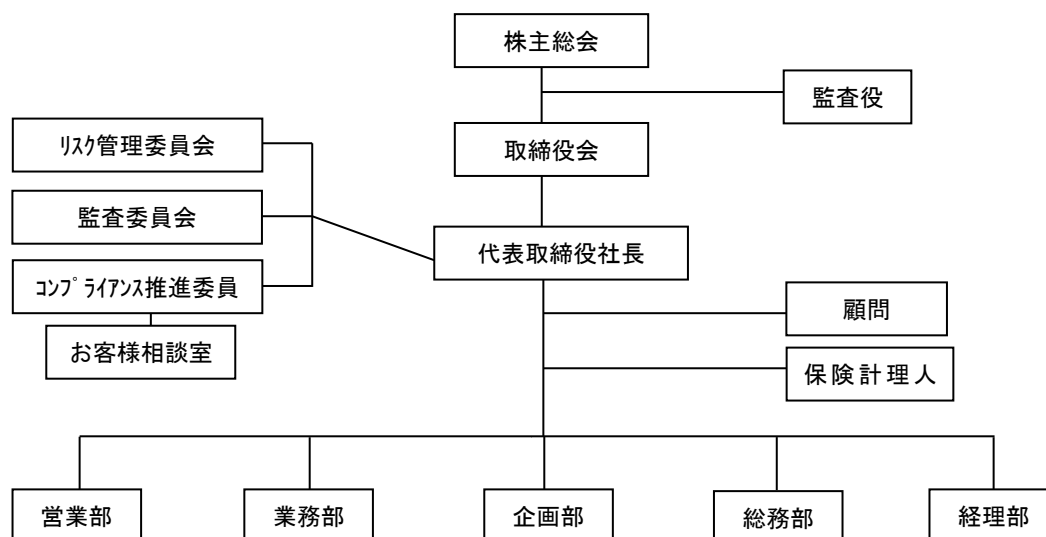 株主総会
監査役
リスク管理委員会
取締役会
監査委員会
代表取締役社長
コンプライアンス推進委員
顧問
お客様相談室
保険計理人
営業部
業務部
企画部
総務部
経理部